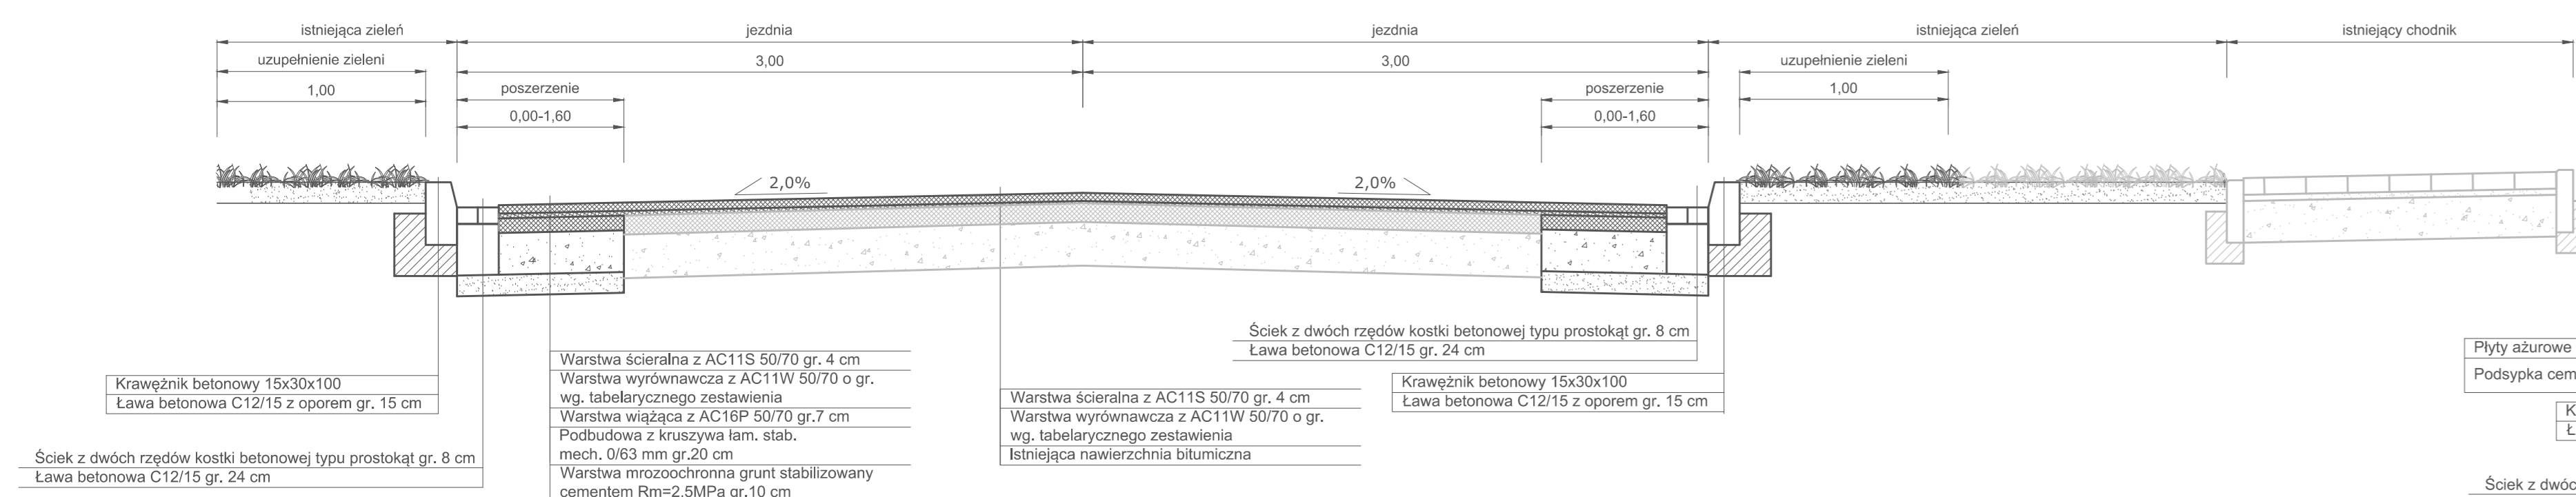 istniejąca zieleń
jezdnia
jezdnia
istniejąca zieleń
istniejący chodnik
uzupełnienie zieleni
3,00
3,00
uzupełnienie zieleni
1,00
poszerzenie
poszerzenie
1,00
0,00-1,60
0,00-1,60
2,0%
2,0%
Krawężnik betonowy 15x30x100
Ława betonowa C12/15 z oporem gr. 15 cm
Ściek z dwóch rzędów kostki betonowej typu prostokąt gr. 8 cm
Ława betonowa C12/15 gr. 24 cm
Warstwa ścieralna z AC11S 50/70 gr. 4 cm
Warstwa wyrównawcza z AC11W 50/70 o gr.
wg. tabelarycznego zestawienia
Warstwa wiążąca z AC16P 50/70 gr.7 cm
Podbudowa z kruszywa łam. stab.
mech. 0/63 mm gr.20 cm
Warstwa mrozoochronna grunt stabilizowany
cementem Rm=2,5MPa gr.10 cm
Warstwa ścieralna z AC11S 50/70 gr. 4 cm
Warstwa wyrównawcza z AC11W 50/70 o gr.
wg. tabelarycznego zestawienia
Istniejąca nawierzchnia bitumiczna
Ściek z dwóch rzędów kostki betonowej typu prostokąt gr. 8 cm
Ława betonowa C12/15 gr. 24 cm
Krawężnik betonowy 15x30x100
Ława betonowa C12/15 z oporem gr. 15 cm
Płyty ażurowe
Podsypka cem
K
Ł
Ściek z dwóc